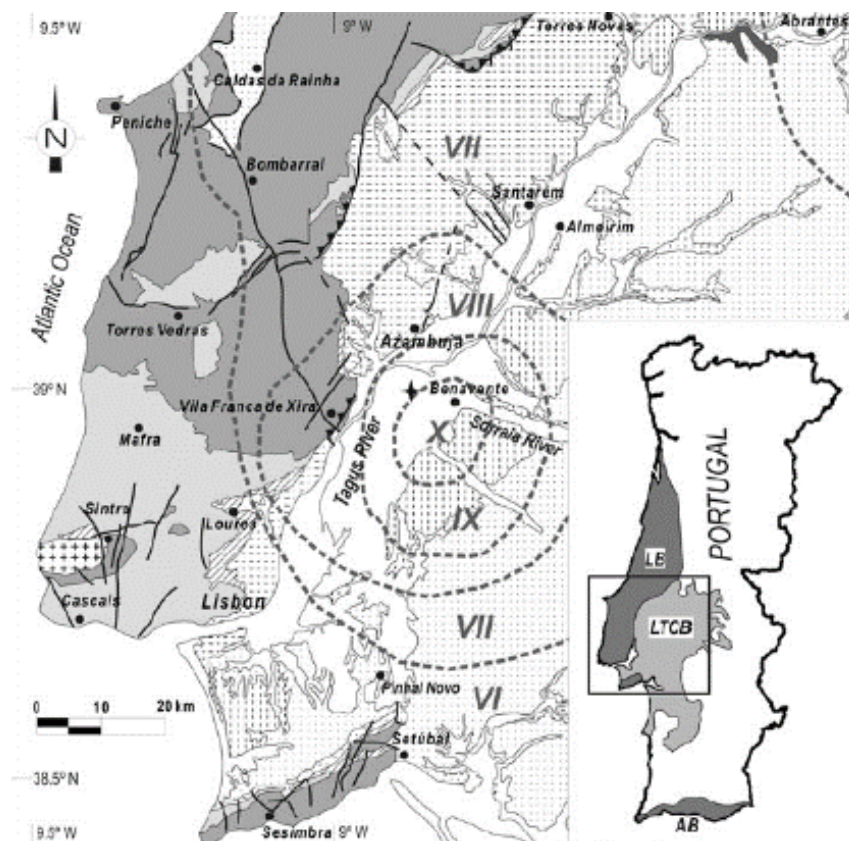 9.5° W
9° W
Torres Novas
Abrantes
Caldas da Rainha
Peniche
N
VII
Bombarral
Santarém
Almeirim
Atlantic Ocean
VIII
Torres Vedras
Azambuja
39° N
Benavente
Vila Franca de Xira
X
Sorraia River
Mafra
Tagus River
PORTUGAL
Sintra
Loures
IX
LB
Cascais
Lisbon
VII
LTCB
Pinhal Novo
VI
0 10 20 km
Setúbal
38.5° N
Sesimbra
9.5° W
9° W
AB